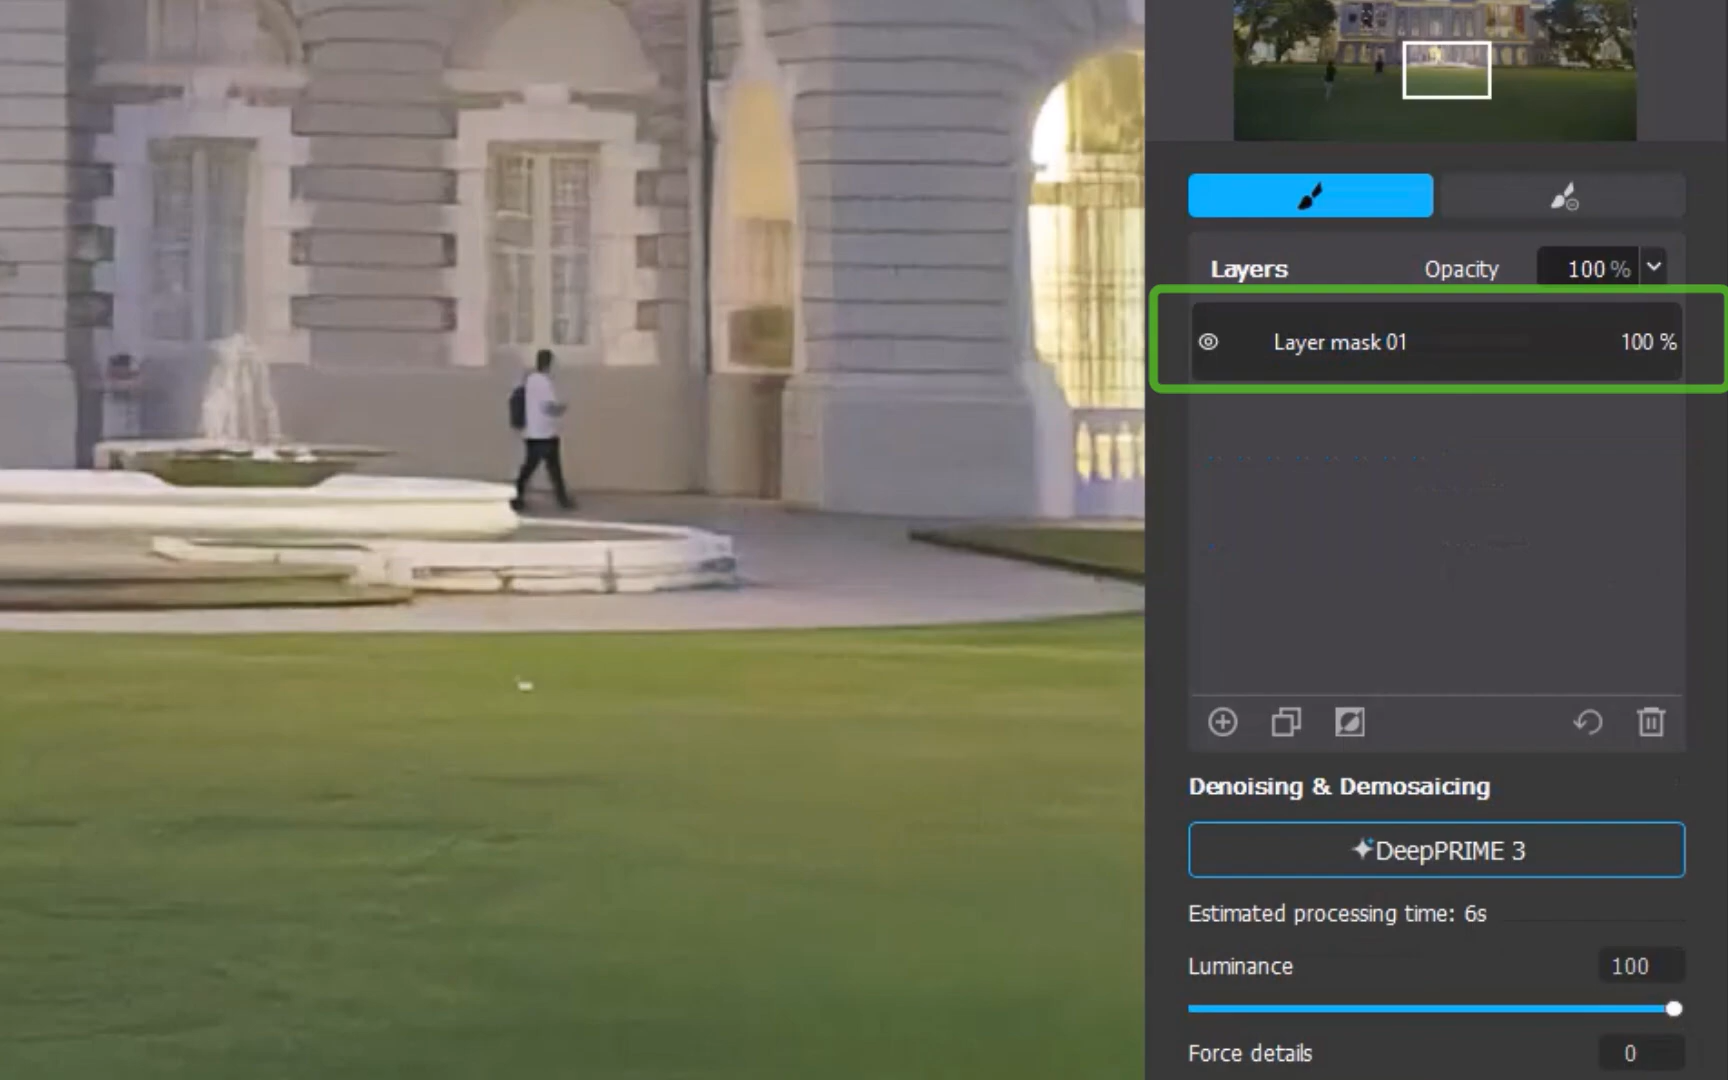 Layers Opacity 100 %
Layer mask 01 100 %
Denoising & Demosaicing
DeepPRIME 3
Estimated processing time: 6s
Luminance 100
Force details 0